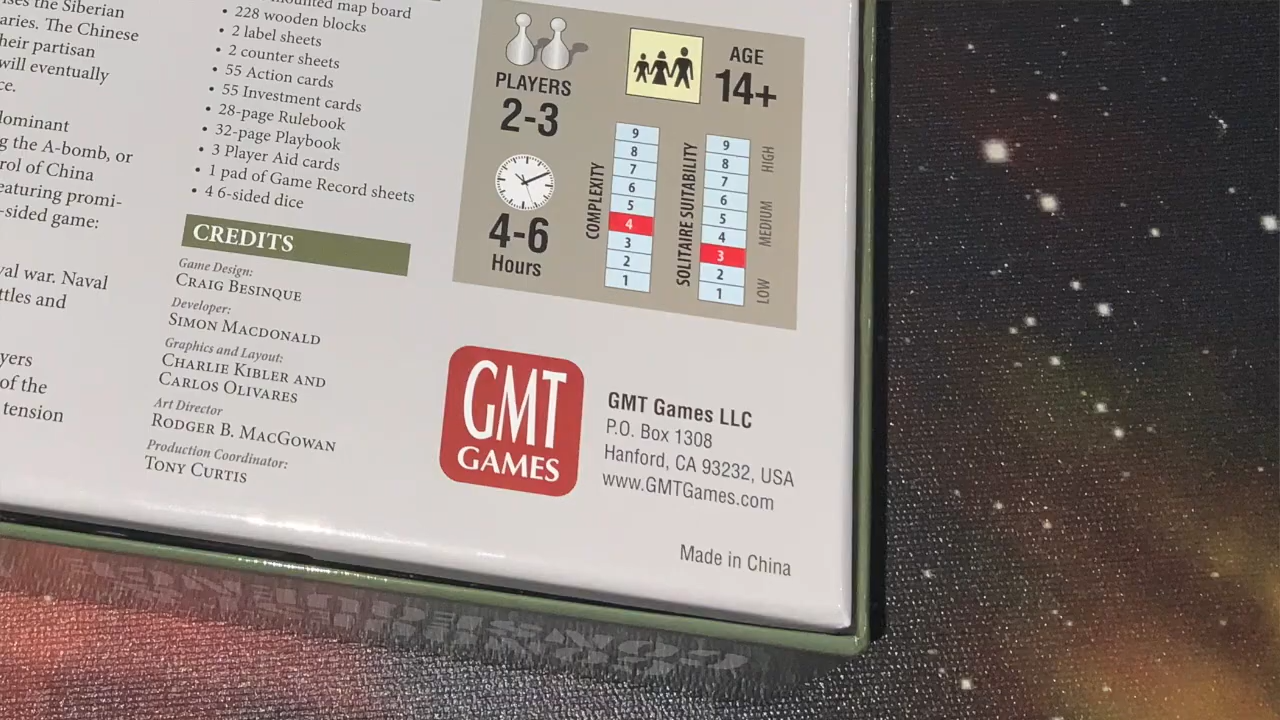 the Siberian
aries. The Chinese
heir partisan
will eventually
ce.
dominant
g the A-bomb, or
rol of China
eaturing promi-
-sided game:
val war. Naval
ttles and
yers
of the
tension
mounted map board
• 228 wooden blocks
• 2 label sheets
• 2 counter sheets
• 55 Action cards
• 55 Investment cards
• 28-page Rulebook
• 32-page Playbook
• 3 Player Aid cards
• 1 pad of Game Record sheets
• 4 6-sided dice
CREDITS
Game Design:
CRAIG BESINQUE
Developer:
SIMON MACDONALD
Graphics and Layout:
CHARLIE KIBLER AND
CARLOS OLIVARES
Art Director
RODGER B. MACGOWAN
Production Coordinator:
TONY CURTIS
PLAYERS
2-3
AGE
14+
4-6
Hours
COMPLEXITY
9
8
7
6
5
4
3
2
1
SOLITAIRE SUITABILITY
9
8
7
6
5
4
3
2
1
HIGH
MEDIUM
LOW
GMT
GAMES
GMT Games LLC
P.O. Box 1308
Hanford, CA 93232, USA
www.GMTGames.com
Made in China